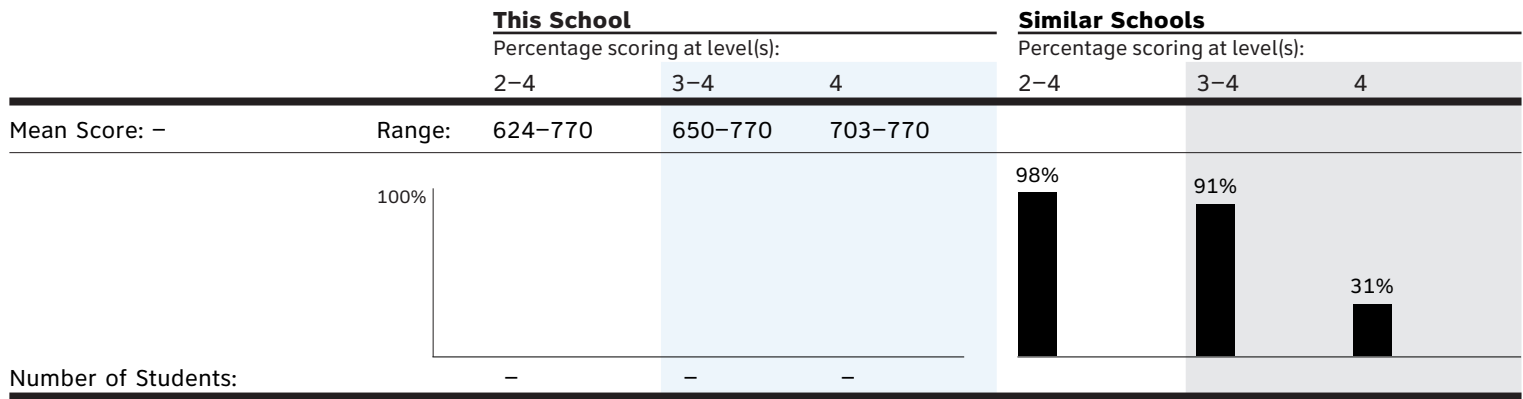 This School Similar Schools
Percentage scoring at level(s): Percentage scoring at level(s):
2–4 3–4 4 2–4 3–4 4
Mean Score: – Range: 624–770 650–770 703–770
98%
91%
100%
31%
Number of Students: – – –